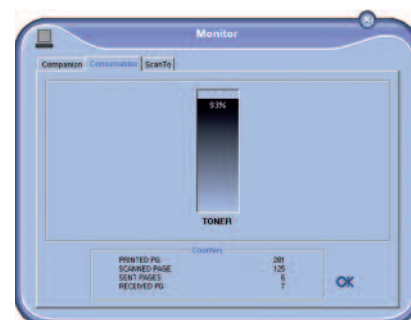 Monitor
Companion Consumables ScanTo
93%
TONER
Counters
PRINTED PG. 281
SCANNED PAGE 125
SENT PAGES 6
RECEIVED PG 7
OK